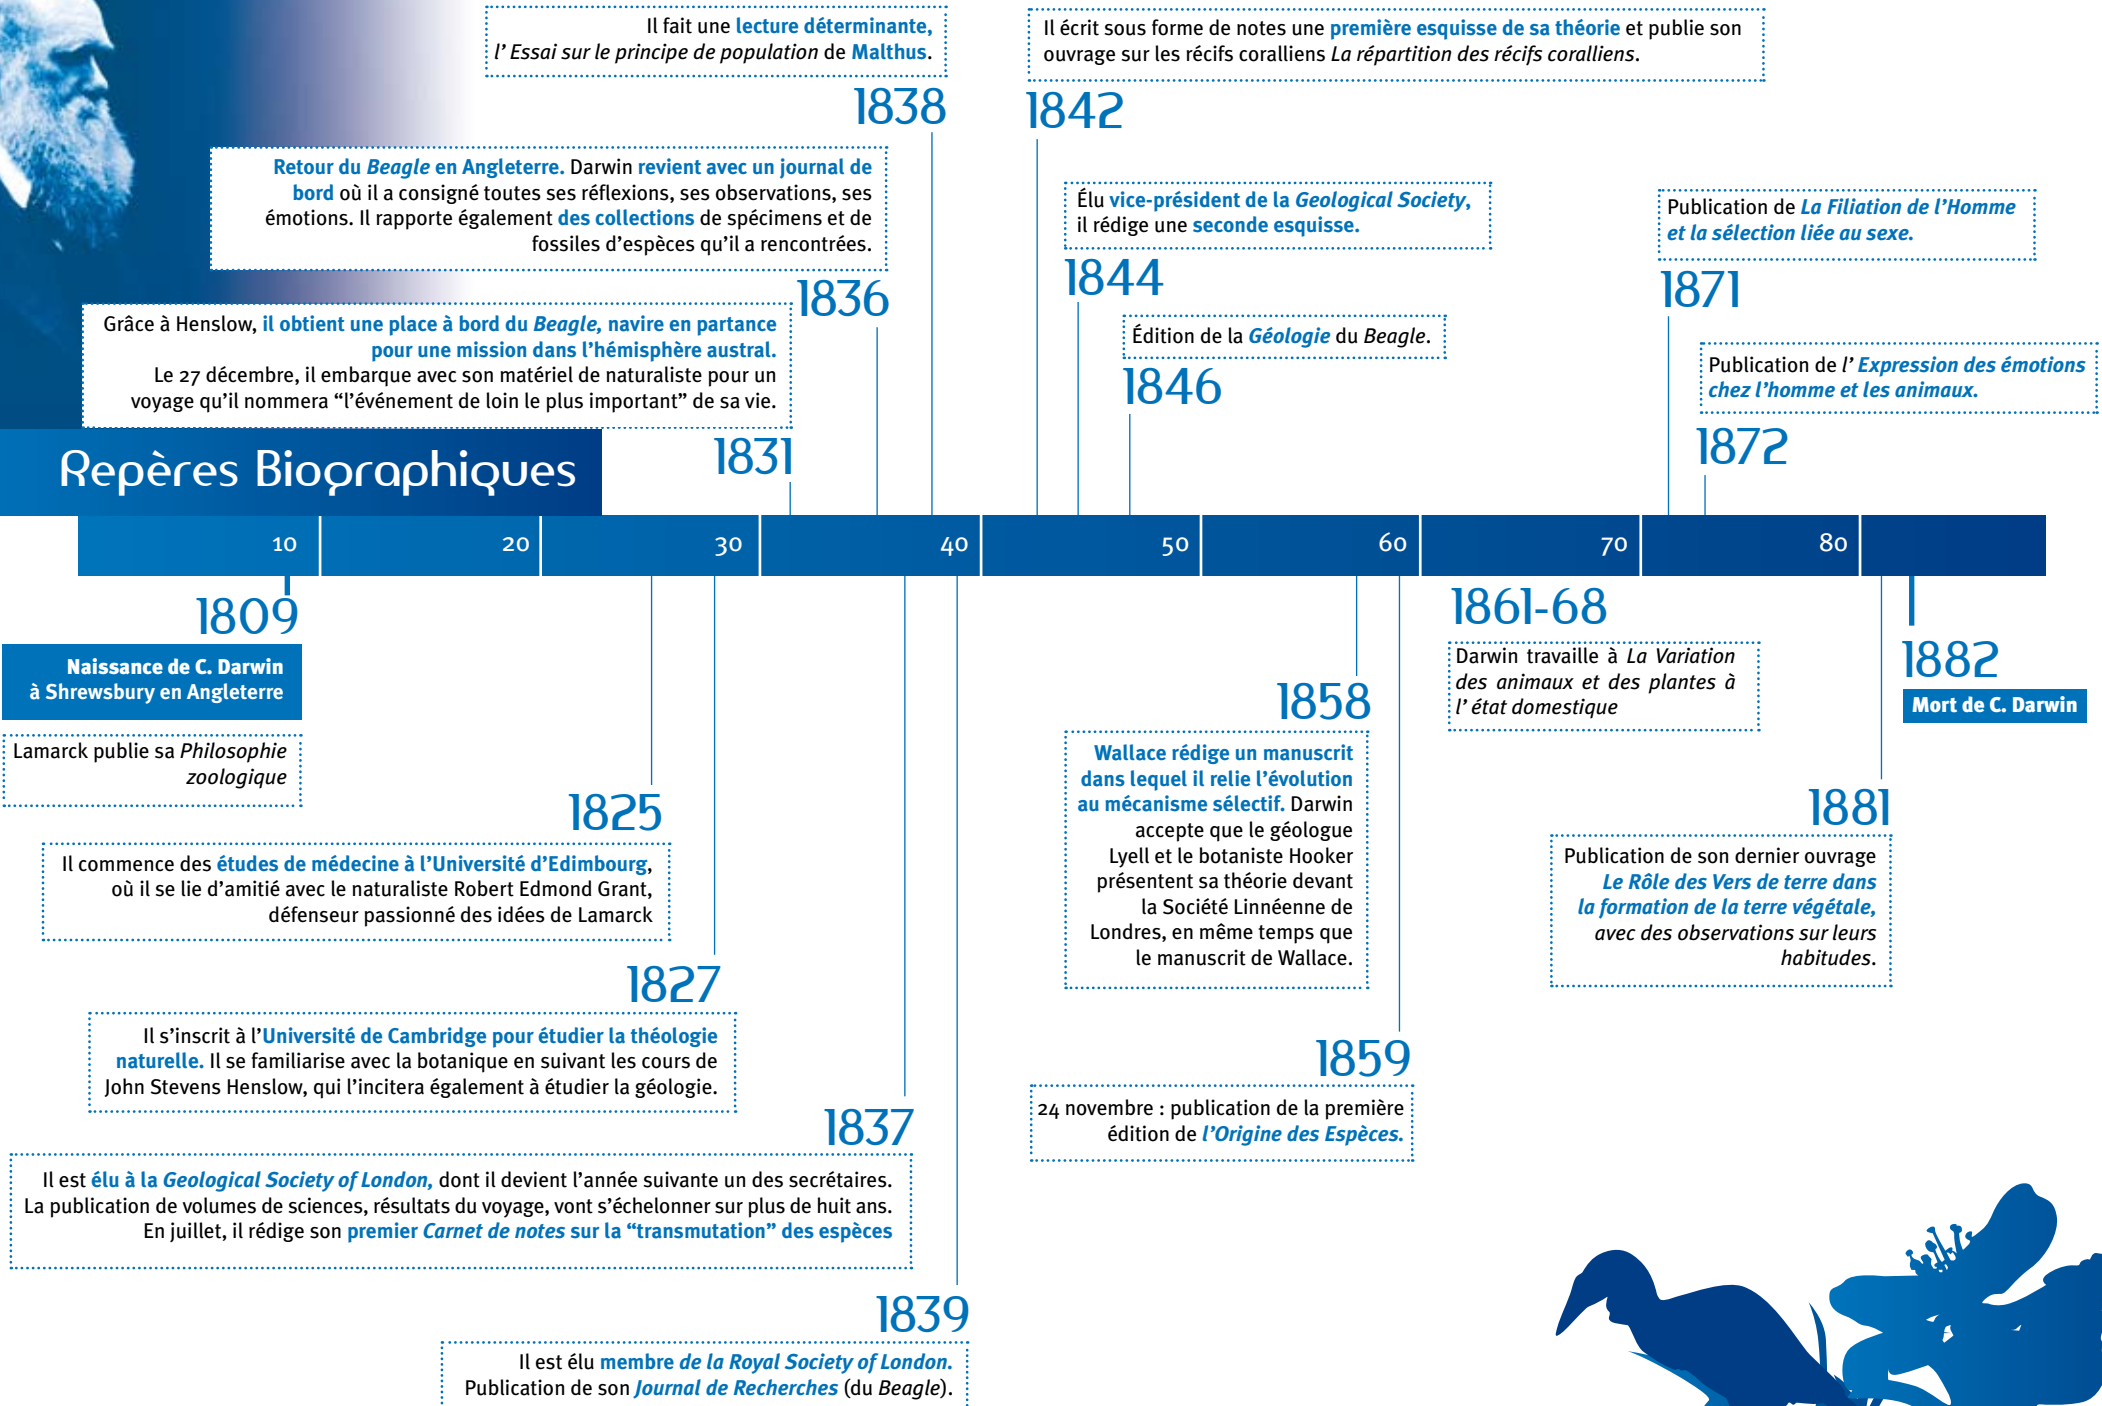 Il fait une lecture déterminante,
l’ Essai sur le principe de population de Malthus.
1838
Il écrit sous forme de notes une première esquisse de sa théorie et publie son
ouvrage sur les récifs coralliens La répartition des récifs coralliens.
1842
Retour du Beagle en Angleterre. Darwin revient avec un journal de
bord où il a consigné toutes ses réflexions, ses observations, ses
émotions. Il rapporte également des collections de spécimens et de
fossiles d’espèces qu’il a rencontrées.
1836
Élu vice-président de la Geological Society,
il rédige une seconde esquisse.
1844
Publication de La Filiation de l’Homme
et la sélection liée au sexe.
1871
Grâce à Henslow, il obtient une place à bord du Beagle, navire en partance
pour une mission dans l’hémisphère austral.
Le 27 décembre, il embarque avec son matériel de naturaliste pour un
voyage qu’il nommera “l’événement de loin le plus important” de sa vie.
1831
Édition de la Géologie du Beagle.
1846
Publication de l’ Expression des émotions
chez l’homme et les animaux.
1872
Repères Biographiques
10 20 30 40 50 60 70 80
1809
Naissance de C. Darwin
à Shrewsbury en Angleterre
Lamarck publie sa Philosophie
zoologique
1825
Il commence des études de médecine à l’Université d’Edimbourg,
où il se lie d’amitié avec le naturaliste Robert Edmond Grant,
défenseur passionné des idées de Lamarck
1827
Il s’inscrit à l’Université de Cambridge pour étudier la théologie
naturelle. Il se familiarise avec la botanique en suivant les cours de
John Stevens Henslow, qui l’incitera également à étudier la géologie.
1837
Il est élu à la Geological Society of London, dont il devient l’année suivante un des secrétaires.
La publication de volumes de sciences, résultats du voyage, vont s’échelonner sur plus de huit ans.
En juillet, il rédige son premier Carnet de notes sur la “transmutation” des espèces
1839
Il est élu membre de la Royal Society of London.
Publication de son Journal de Recherches (du Beagle).
1858
Wallace rédige un manuscrit
dans lequel il relie l’évolution
au mécanisme sélectif. Darwin
accepte que le géologue
Lyell et le botaniste Hooker
présentent sa théorie devant
la Société Linnéenne de
Londres, en même temps que
le manuscrit de Wallace.
1859
24 novembre : publication de la première
édition de l’Origine des Espèces.
1861-68
Darwin travaille à La Variation
des animaux et des plantes à
l’ état domestique
1881
Publication de son dernier ouvrage
Le Rôle des Vers de terre dans
la formation de la terre végétale,
avec des observations sur leurs
habitudes.
1882
Mort de C. Darwin